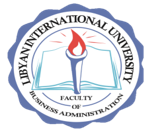 LIBYAN INTERNATIONAL UNIVERSITY
FACULTY
OF
BUSINESS ADMINISTRATION